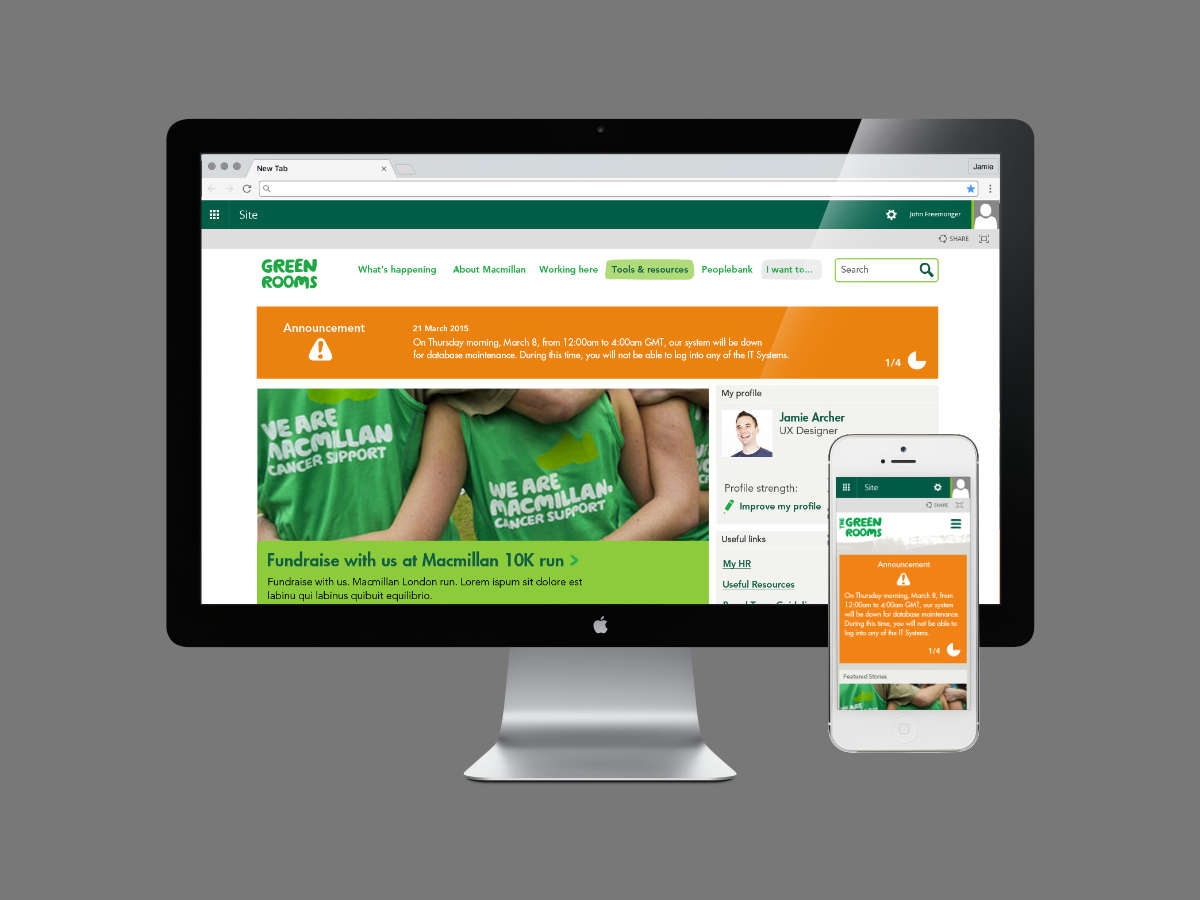 New Tab
Jamie
Site
John Freemonger
SHARE
GREEN
ROOMS
What's happening
About Macmillan
Working here
Tools & resources
Peoplebank
I want to...
Search
Announcement
21 March 2015
On Thursday morning, March 8, from 12:00am to 4:00am GMT, our system will be down
for database maintenance. During this time, you will not be able to log into any of the IT Systems.
1/4
WE ARE
MACMILLAN
CANCER SUPPORT
WE ARE
MACMILLAN.
CANCER SUPPORT
Fundraise with us at Macmillan 10K run >
Fundraise with us. Macmillan London run. Lorem ispum sit dolore est
labinu qui labinus quibuit equilibrio.
My profile
Jamie Archer
UX Designer
Profile strength:
Improve my profile
Useful links
My HR
Useful Resources
Site
SHARE
THE GREEN
ROOMS
Announcement
On Thursday morning, March 8, from
12:00am to 4:00am GMT, our system
will be down for database maintenance.
During this time, you will not be able to
log into any of the IT Systems.
1/4
Featured Stories